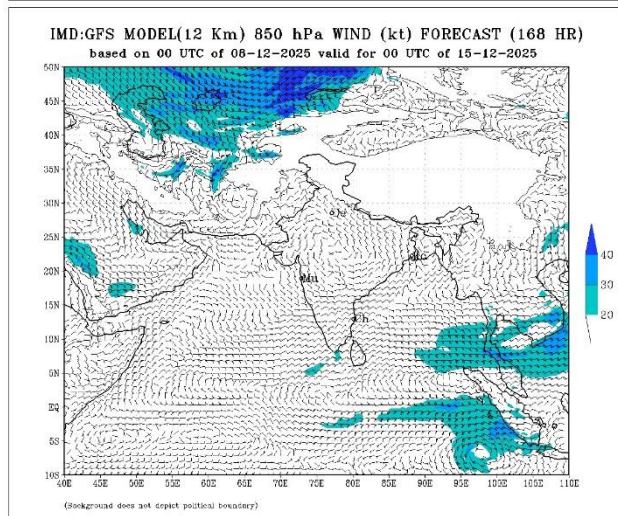 IMD:GFS MODEL(12 Km) 850 hPa WIND (kt) FORECAST (168 HR)
based on 00 UTC of 08-12-2025 valid for 00 UTC of 15-12-2025
50N
45N
40N
35N
30N
25N
20N
15N
10N
5N
EQ
5S
10S
Mu
Ch
40
30
20
40E 45E 50E 55E 60E 65E 70E 75E 80E 85E 90E 95E 100E 105E 110E
(Background does not depict political boundary)